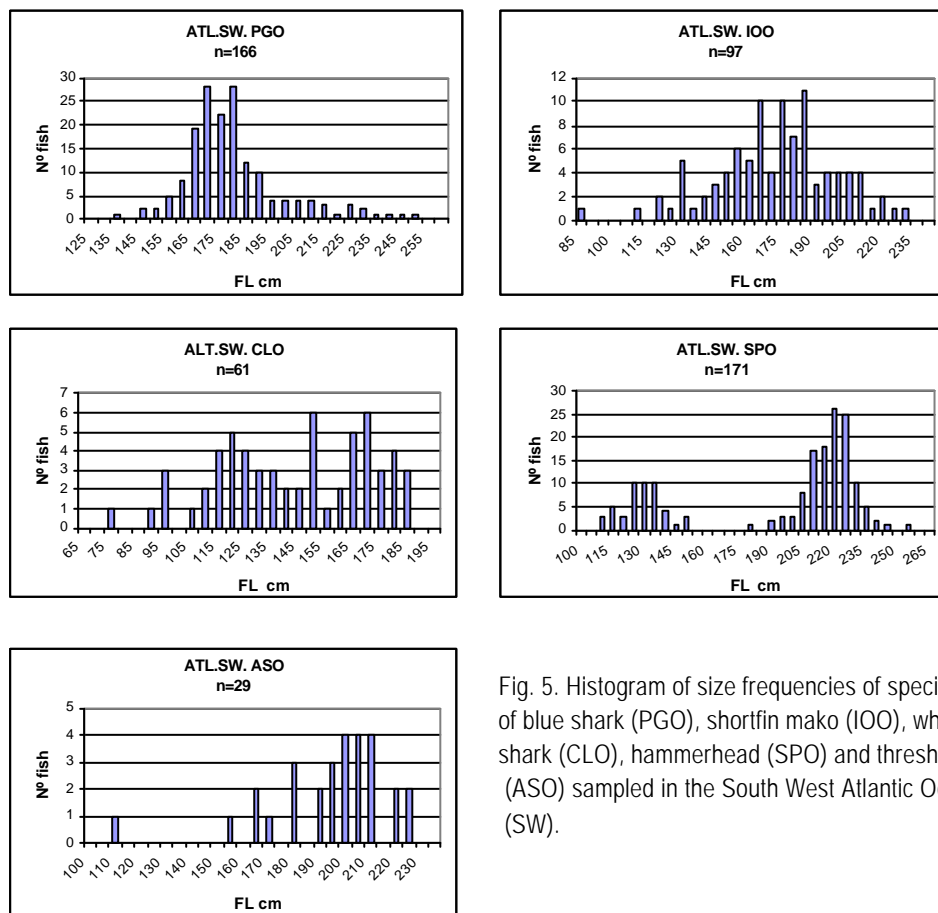 ATL.SW. PGO
n=166
30
25
20
15
10
5
0
Nº fish
125 135 145 155 165 175 185 195 205 215 225 235 245 255
FL cm
ATL.SW. IOO
n=97
12
10
8
6
4
2
0
Nº fish
85 100 115 130 145 160 175 190 205 220 235
FL cm
ALT.SW. CLO
n=61
7
6
5
4
3
2
1
0
Nº fish
65 75 85 95 105 115 125 135 145 155 165 175 185 195
FL cm
ATL.SW. SPO
n=171
30
25
20
15
10
5
0
Nº fish
100 115 130 145 160 175 190 205 220 235 250 265
FL cm
ATL.SW. ASO
n=29
5
4
3
2
1
0
Nº fish
100 110 120 130 140 150 160 170 180 190 200 210 220 230
FL cm
Fig. 5. Histogram of size frequencies of speci
of blue shark (PGO), shortfin mako (IOO), wh
shark (CLO), hammerhead (SPO) and thresh
(ASO) sampled in the South West Atlantic O
(SW).